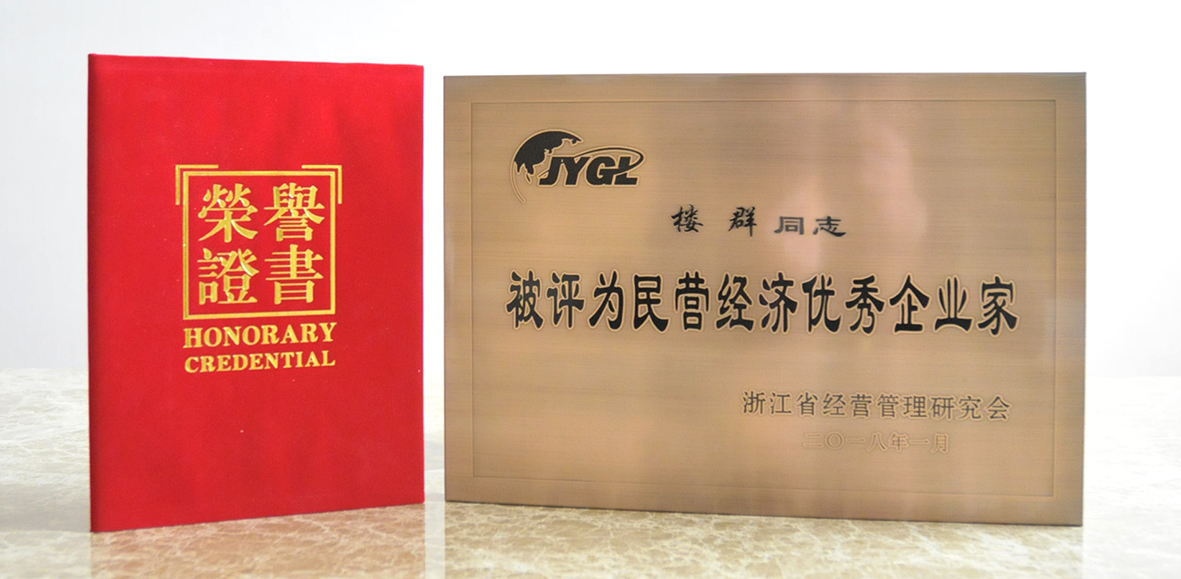 榮譽
證書
HONORARY
CREDENTIAL
JYGL
楼群同志
被评为民营经济优秀企业家
浙江省经营管理研究会
二〇一八年一月